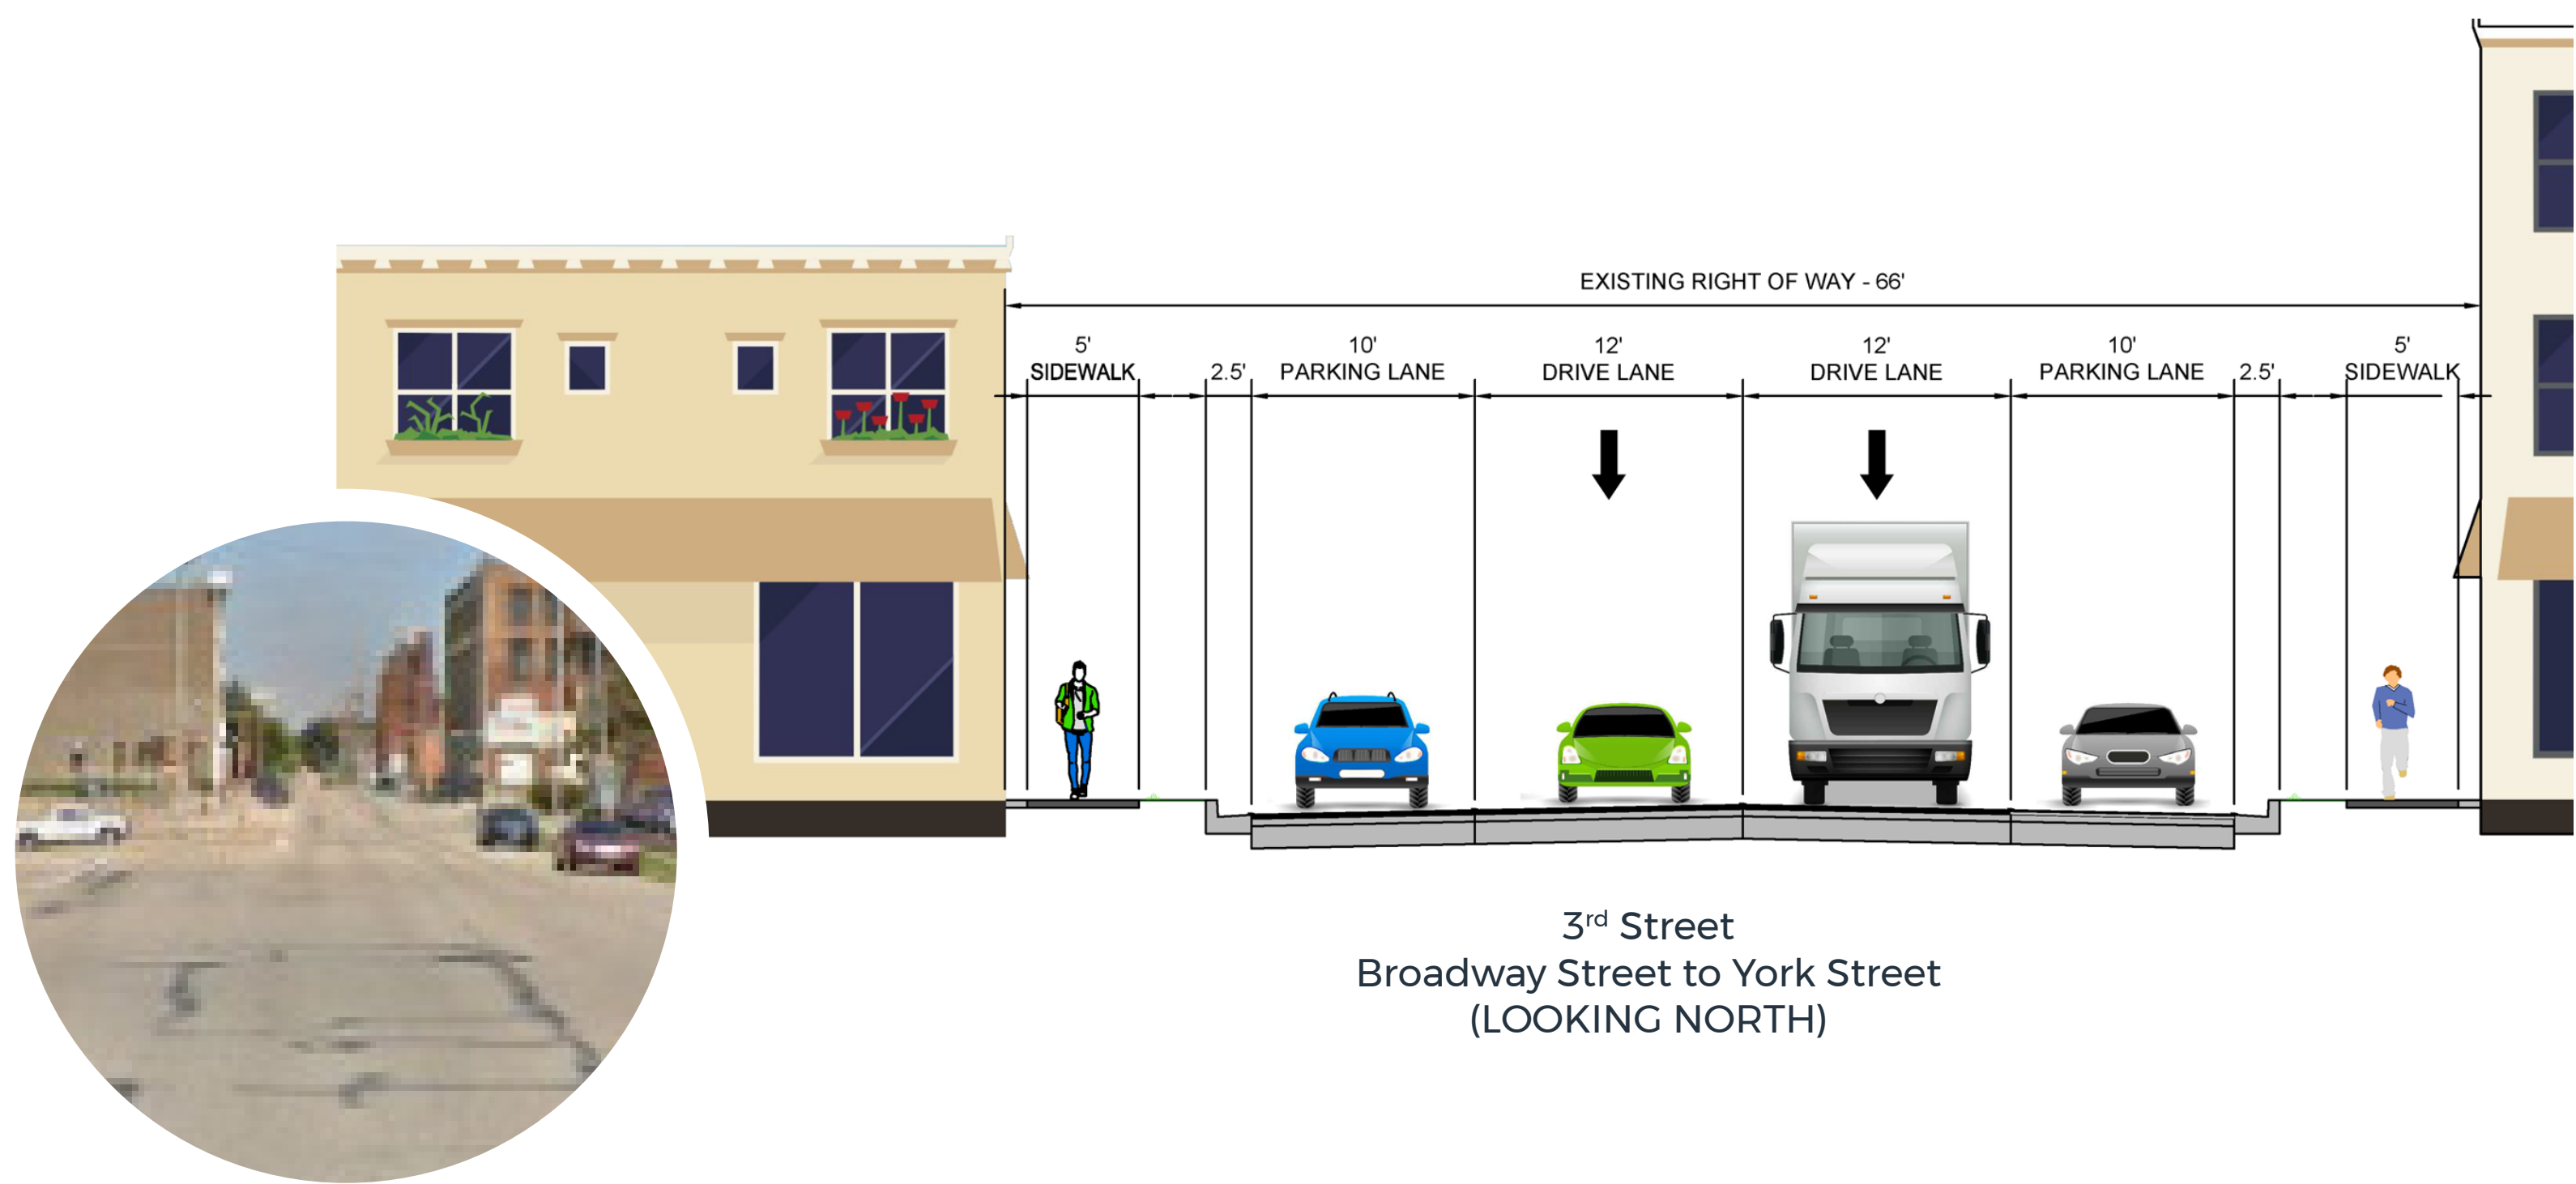 EXISTING RIGHT OF WAY - 66'
5' 10' 12' 12' 10' 5'
SIDEWALK 2.5' PARKING LANE DRIVE LANE DRIVE LANE PARKING LANE 2.5' SIDEWALK
3rd Street
Broadway Street to York Street
(LOOKING NORTH)